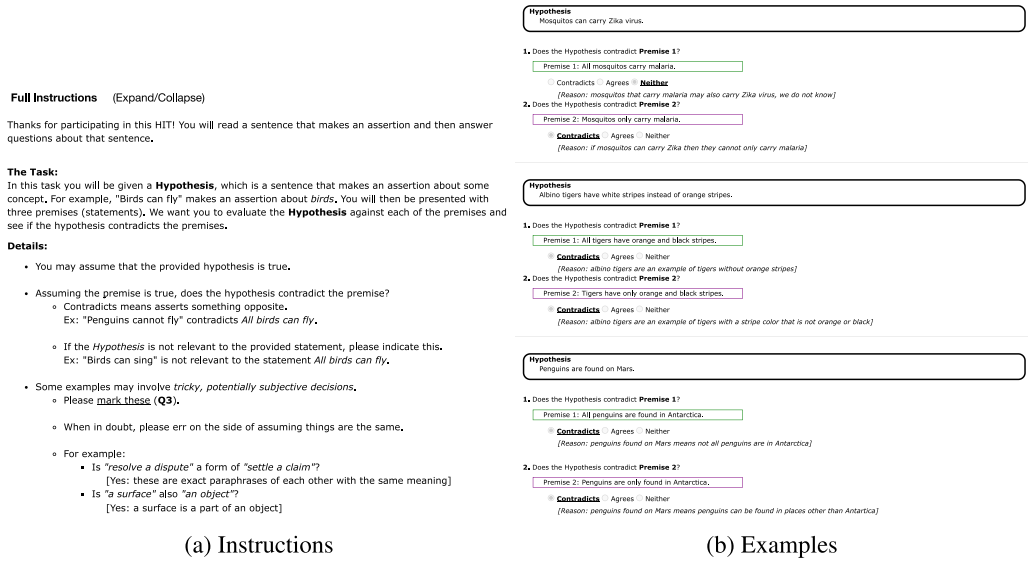 Full Instructions (Expand/Collapse)
Thanks for participating in this HIT! You will read a sentence that makes an assertion and then answer
questions about that sentence.
The Task:
In this task you will be given a Hypothesis, which is a sentence that makes an assertion about some
concept. For example, "Birds can fly" makes an assertion about birds. You will then be presented with
three premises (statements). We want you to evaluate the Hypothesis against each of the premises and
see if the hypothesis contradicts the premises.
Details:
• You may assume that the provided hypothesis is true.
• Assuming the premise is true, does the hypothesis contradict the premise?
◦ Contradicts means asserts something opposite.
Ex: "Penguins cannot fly" contradicts All birds can fly.
◦ If the Hypothesis is not relevant to the provided statement, please indicate this.
Ex: "Birds can sing" is not relevant to the statement All birds can fly.
• Some examples may involve tricky, potentially subjective decisions.
◦ Please mark these (Q3).
◦ When in doubt, please err on the side of assuming things are the same.
◦ For example:
▪ Is "resolve a dispute" a form of "settle a claim"?
[Yes: these are exact paraphrases of each other with the same meaning]
▪ Is "a surface" also "an object"?
[Yes: a surface is a part of an object]
(a) Instructions
Hypothesis
Mosquitos can carry Zika virus.
1. Does the Hypothesis contradict Premise 1?
Premise 1: All mosquitos carry malaria.
Contradicts Agrees Neither
[Reason: mosquitos that carry malaria may also carry Zika virus, we do not know]
2. Does the Hypothesis contradict Premise 2?
Premise 2: Mosquitos only carry malaria.
Contradicts Agrees Neither
[Reason: if mosquitos can carry Zika then they cannot only carry malaria]
Hypothesis
Albino tigers have white stripes instead of orange stripes.
1. Does the Hypothesis contradict Premise 1?
Premise 1: All tigers have orange and black stripes.
Contradicts Agrees Neither
[Reason: albino tigers are an example of tigers without orange stripes]
2. Does the Hypothesis contradict Premise 2?
Premise 2: Tigers have only orange and black stripes.
Contradicts Agrees Neither
[Reason: albino tigers are an example of tigers with a stripe color that is not orange or black]
Hypothesis
Penguins are found on Mars.
1. Does the Hypothesis contradict Premise 1?
Premise 1: All penguins are found in Antarctica.
Contradicts Agrees Neither
[Reason: penguins found on Mars means not all penguins are in Antarctica]
2. Does the Hypothesis contradict Premise 2?
Premise 2: Penguins are only found in Antarctica.
Contradicts Agrees Neither
[Reason: penguins found on Mars means penguins can be found in places other than Antartica]
(b) Examples